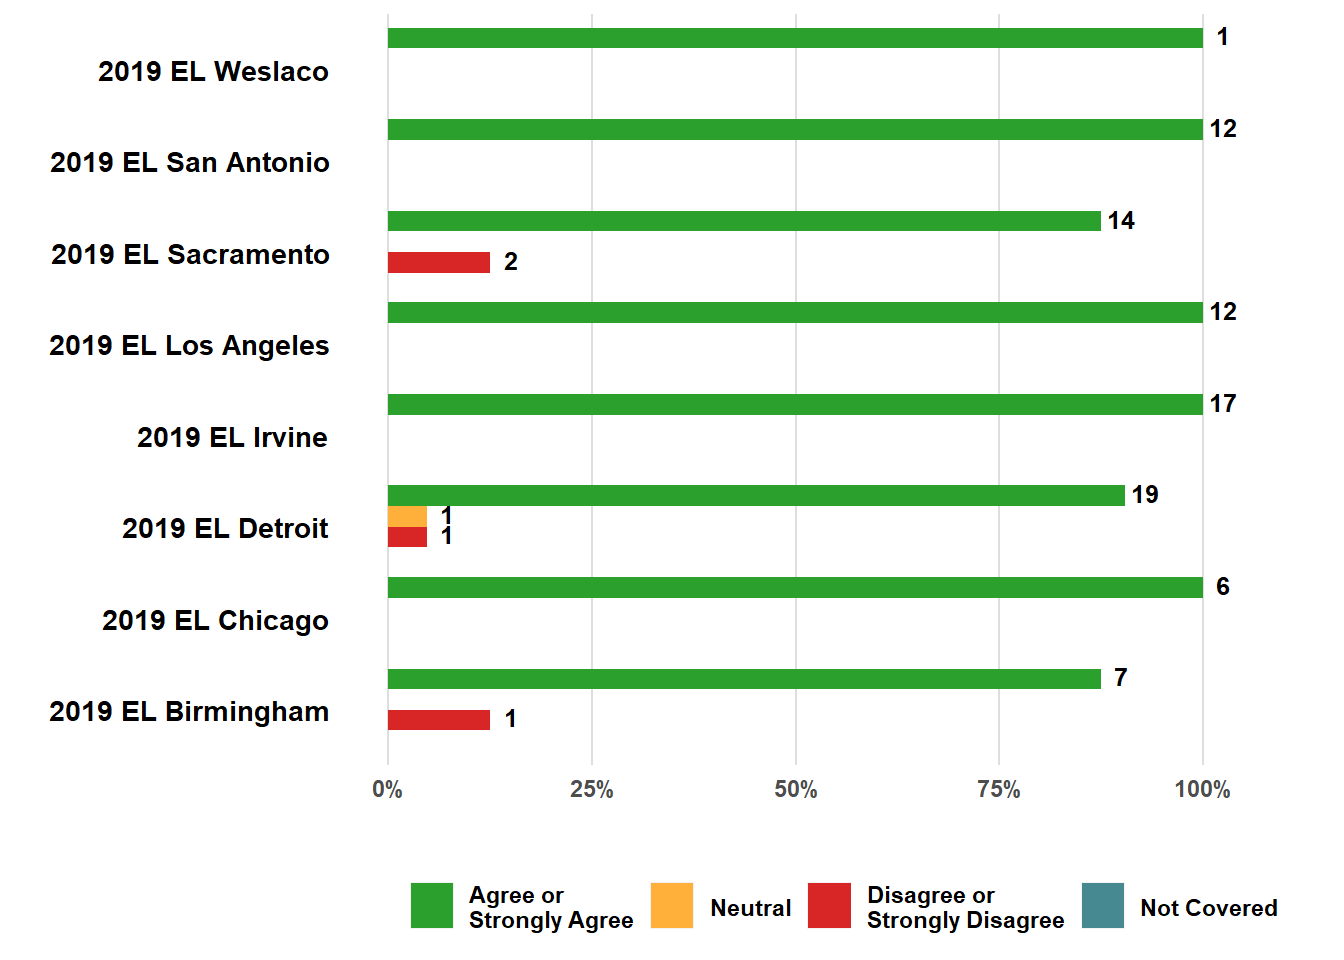 1
2019 EL Weslaco
12
2019 EL San Antonio
14
2019 EL Sacramento
2
12
2019 EL Los Angeles
17
2019 EL Irvine
19
1
2019 EL Detroit
1
6
2019 EL Chicago
7
2019 EL Birmingham
1
0% 25% 50% 75% 100%
Agree or
Strongly Agree
Neutral
Disagree or
Strongly Disagree
Not Covered